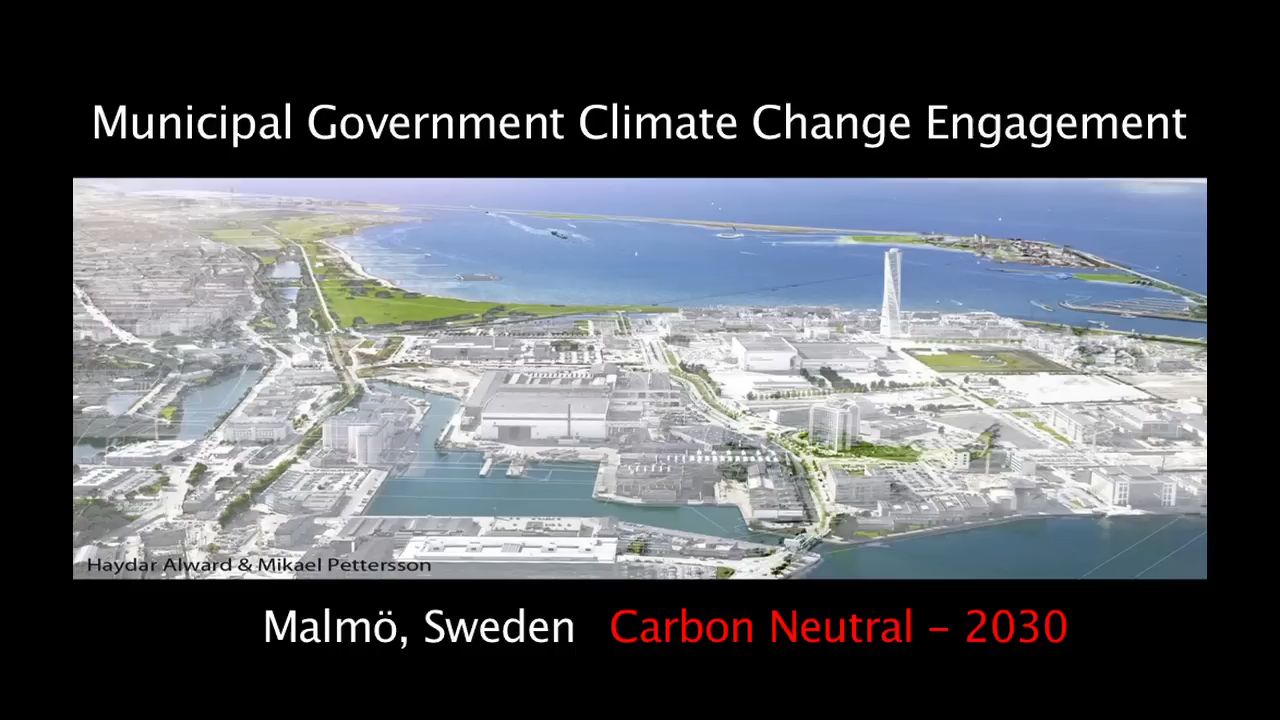 Municipal Government Climate Change Engagement
Haydar Alward & Mikael Pettersson
Malmö, Sweden Carbon Neutral – 2030